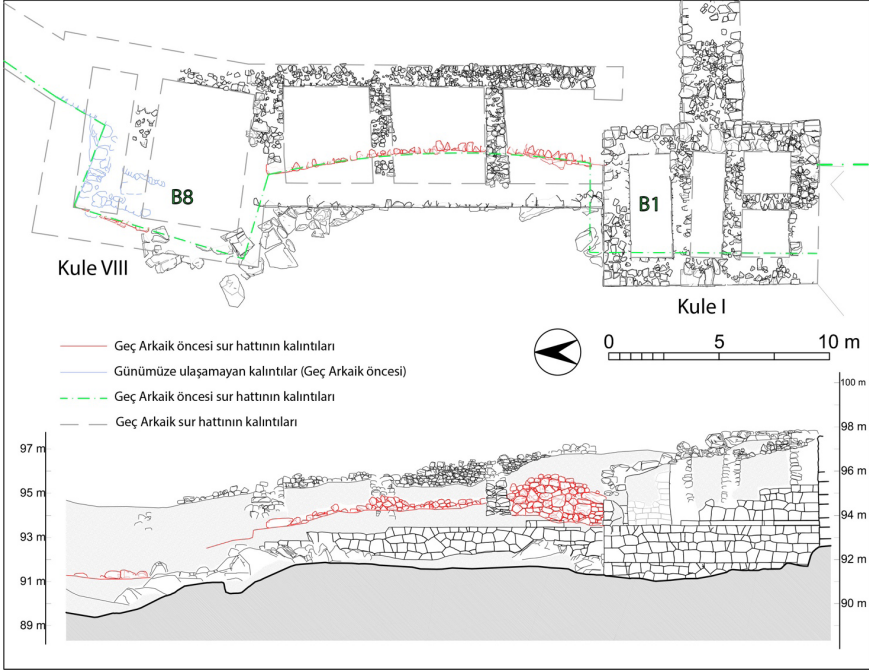 B8
B1
Kule VIII
Kule I
Geç Arkaik öncesi sur hattının kalıntıları
Günümüze ulaşamayan kalıntılar (Geç Arkaik öncesi)
Geç Arkaik öncesi sur hattının kalıntıları
Geç Arkaik sur hattının kalıntıları
0 5 10 m
97 m
95 m
93 m
91 m
89 m
100 m
98 m
96 m
94 m
92 m
90 m